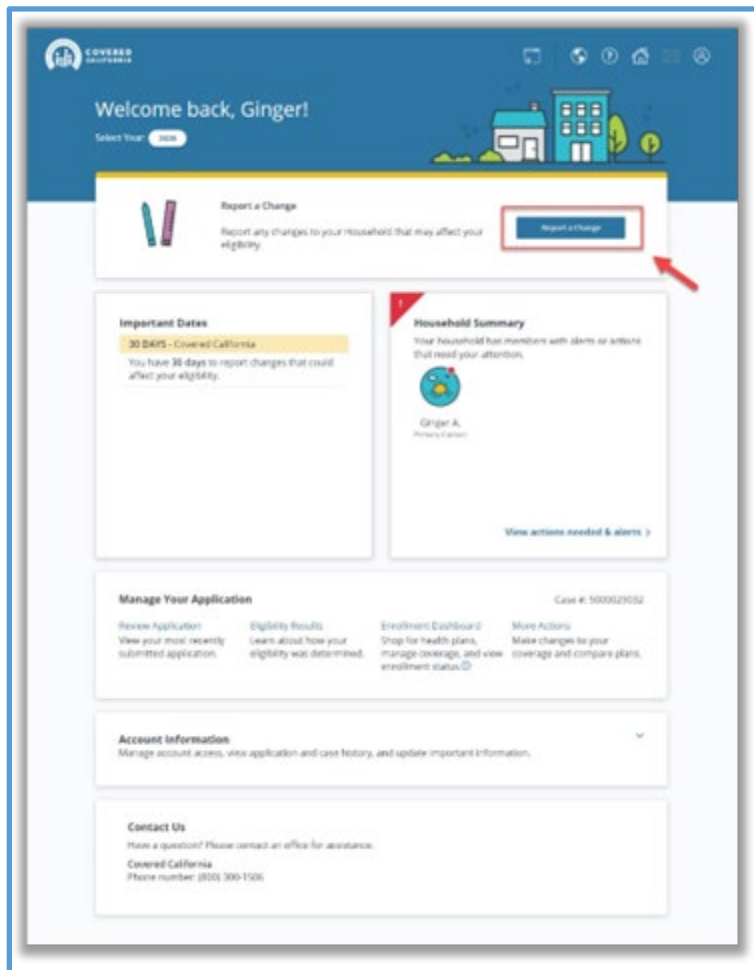 COVERED
CALIFORNIA
Welcome back, Ginger!
Select Year:
Report a Change
Report any changes to your Household that may affect your
eligibility.
Report a Change
Important Dates
30 DAYS - Covered California
You have 30 days to report changes that could
affect your eligibility.
!
Household Summary
Your household has members with alerts or actions
that need your attention.
Ginger A.
Primary Contact
View actions needed & alerts >
Manage Your Application
Case #: 5000029032
Review Application
View your most recently
submitted application.
Eligibility Results
Learn about how your
eligibility was determined.
Enrollment Dashboard
Shop for health plans,
manage coverage, and view
enrollment status.
More Actions
Make changes to your
coverage and compare plans.
Account Information
Manage account access, view application and case history, and update important information.
Contact Us
Have a question? Please contact an office for assistance.
Covered California
Phone number: (800) 300-1506